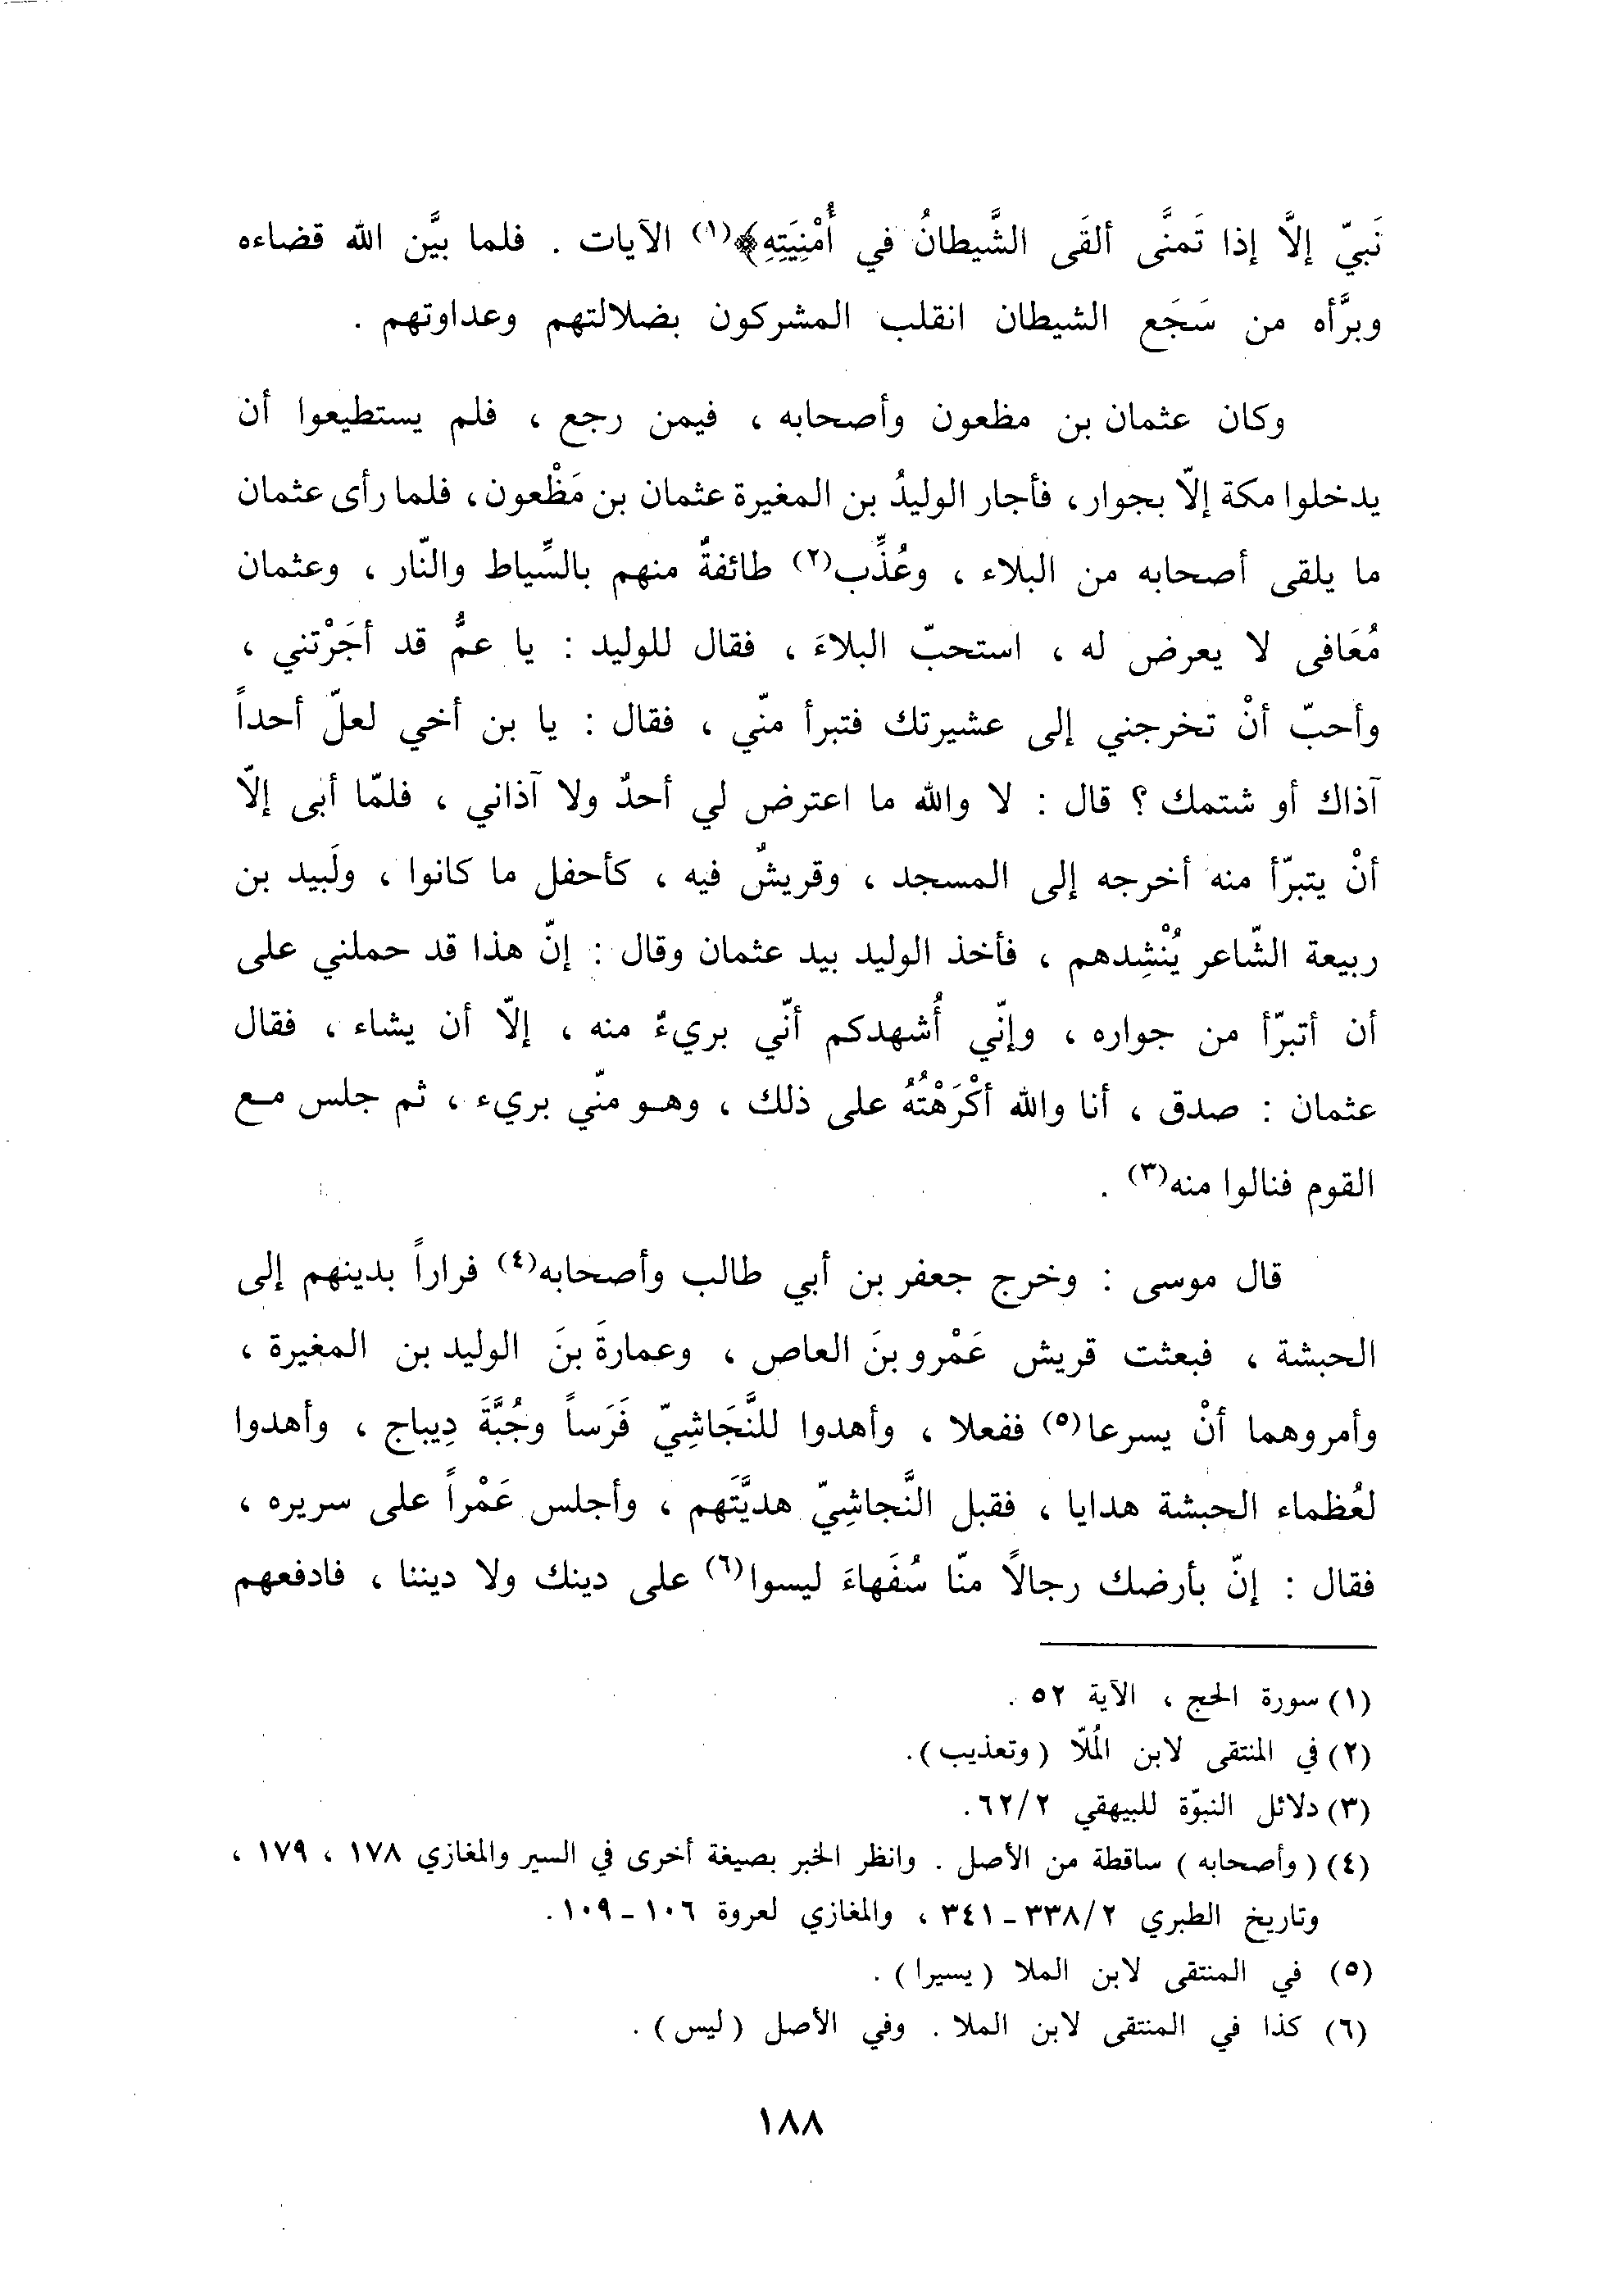 نَبيّ إلاَّ إذا تَمنَّى ألقَى الشَّيطانُ في أُمْنِيَتِهِ﴾(١) الآيات . فلما بيَّن الله قضاءه
وبرَّأه من سَجَع الشيطان انقلب المشركون بضلالتهم وعداوتهم .
وكان عثمان بن مظعون وأصحابه ، فيمن رجع ، فلم يستطيعوا أن
يدخلوا مكة إلاّ بجوار، فأجار الوليدُ بن المغيرة عثمان بن مَظْعون، فلما رأى عثمان
ما يلقى أصحابه من البلاء ، وعُذِّب(٢) طائفةٌ منهم بالسِّياط والنّار ، وعثمان
مُعَافى لا يعرض له ، استحبّ البلاءَ ، فقال للوليد : يا عمُّ قد أجَرْتني ،
وأحبّ أنْ تخرجني إلى عشيرتك فتبرأ منّي ، فقال : يا بن أخي لعلّ أحداً
آذاك أو شتمك ؟ قال : لا والله ما اعترض لي أحدٌ ولا آذاني ، فلمّا أبى إلاّ
أنْ يتبرّأ منه أخرجه إلى المسجد ، وقريشٌ فيه ، كأحفل ما كانوا ، ولَبيد بن
ربيعة الشّاعر يُنْشِدهم ، فأخذ الوليد بيد عثمان وقال : إنّ هذا قد حملني على
أن أتبرّأ من جواره ، وإنّي أُشهدكم أنّي بريءٌ منه ، إلاّ أن يشاء ، فقال
عثمان : صدق ، أنا والله أكْرَهْتُهُ على ذلك ، وهـو منّي بريء ، ثم جلس مـع
القوم فنالوا منه(٣) .
قال موسى : وخرج جعفر بن أبي طالب وأصحابه(٤) فراراً بدينهم إلى
الحبشة ، فبعثت قريش عَمْرو بنَ العاص ، وعمارةَ بنَ الوليد بن المغيرة ،
وأمروهما أنْ يسرعا(٥) ففعلا ، وأهدوا للنَّجَاشِيّ فَرَساً وجُبَّةَ دِيباج ، وأهدوا
لعُظماء الحبشة هدايا ، فقبل النَّجاشِيّ هديَّتَهم ، وأجلس عَمْراً على سريره ،
فقال : إنّ بأرضك رجالاً منّا سُفَهاءَ ليسوا(٦) على دينك ولا ديننا ، فادفعهم
(١) سورة الحج ، الآية ٥٢ .
(٢) في المنتقى لابن المُلاّ (وتعذيب).
(٣) دلائل النبوّة للبيهقي ٦٢/٢.
(٤) (وأصحابه) ساقطة من الأصل . وانظر الخبر بصيغة أخرى في السير والمغازي ١٧٨ ، ١٧٩ ،
وتاريخ الطبري ٣٣٨/٢ - ٣٤١ ، والمغازي لعروة ١٠٦ - ١٠٩.
(٥) في المنتقى لابن الملا (يسيرا) .
(٦) كذا في المنتقى لابن الملا . وفي الأصل (ليس) .
١٨٨